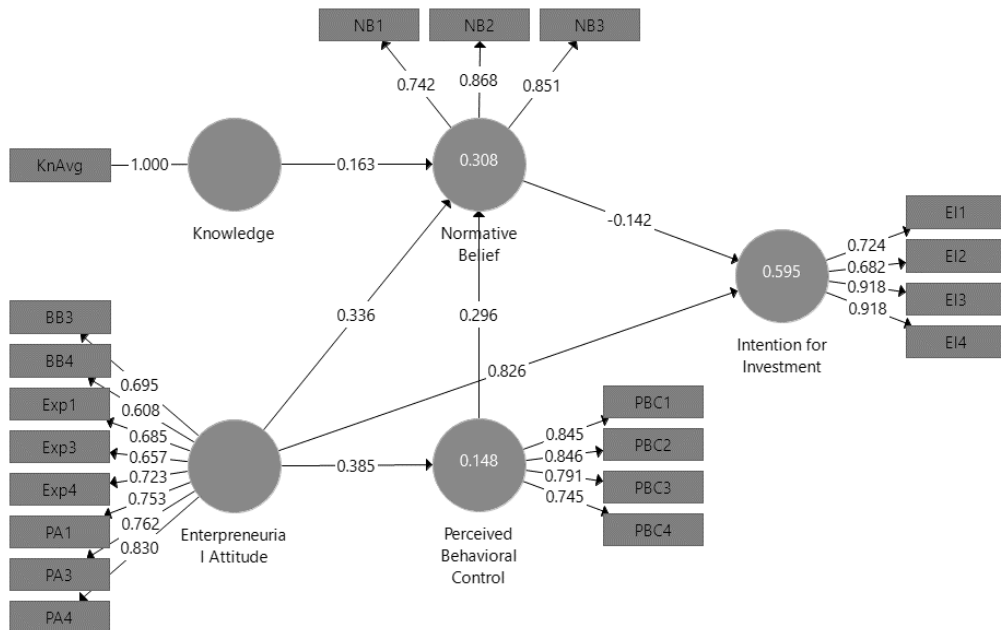 NB1
NB2
NB3
0.742
0.868
0.851
KnAvg
1.000
0.163
0.308
Knowledge
Normative
Belief
-0.142
EI1
EI2
EI3
EI4
0.724
0.682
0.918
0.918
0.595
Intention for
Investment
0.336
0.296
0.826
BB3
BB4
Exp1
Exp3
Exp4
PA1
PA3
PA4
0.695
0.608
0.685
0.657
0.723
0.753
0.762
0.830
0.385
0.148
Enterpreneuria
l Attitude
Perceived
Behavioral
Control
PBC1
PBC2
PBC3
PBC4
0.845
0.846
0.791
0.745